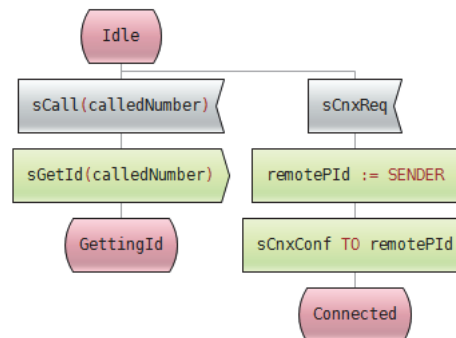 Idle
sCall(calledNumber)
sCnxReq
sGetId(calledNumber)
remotePId := SENDER
GettingId
sCnxConf TO remotePId
Connected